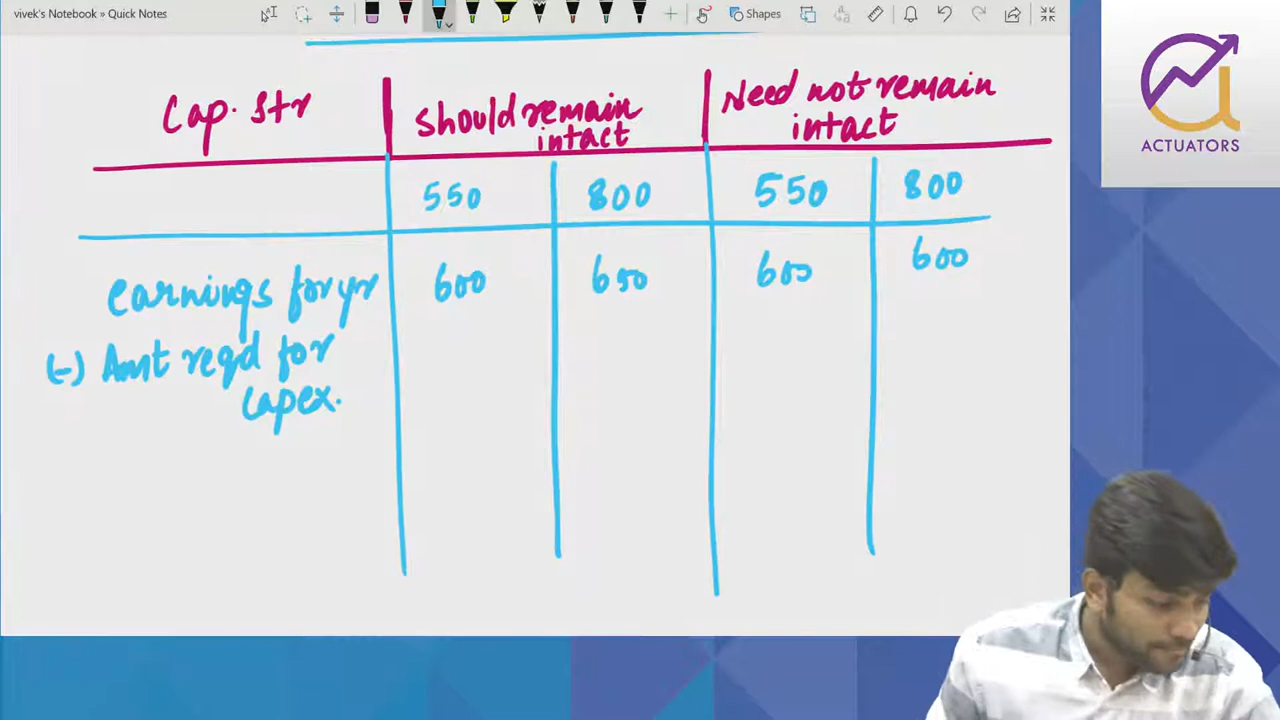 vivek's Notebook » Quick Notes
Shapes
ACTUATORS
Cap. Str
Should remain intact
Need not remain intact
550 800 550 800
earnings for yr 600 600 600 600
(-) Amt reqd for
capex.